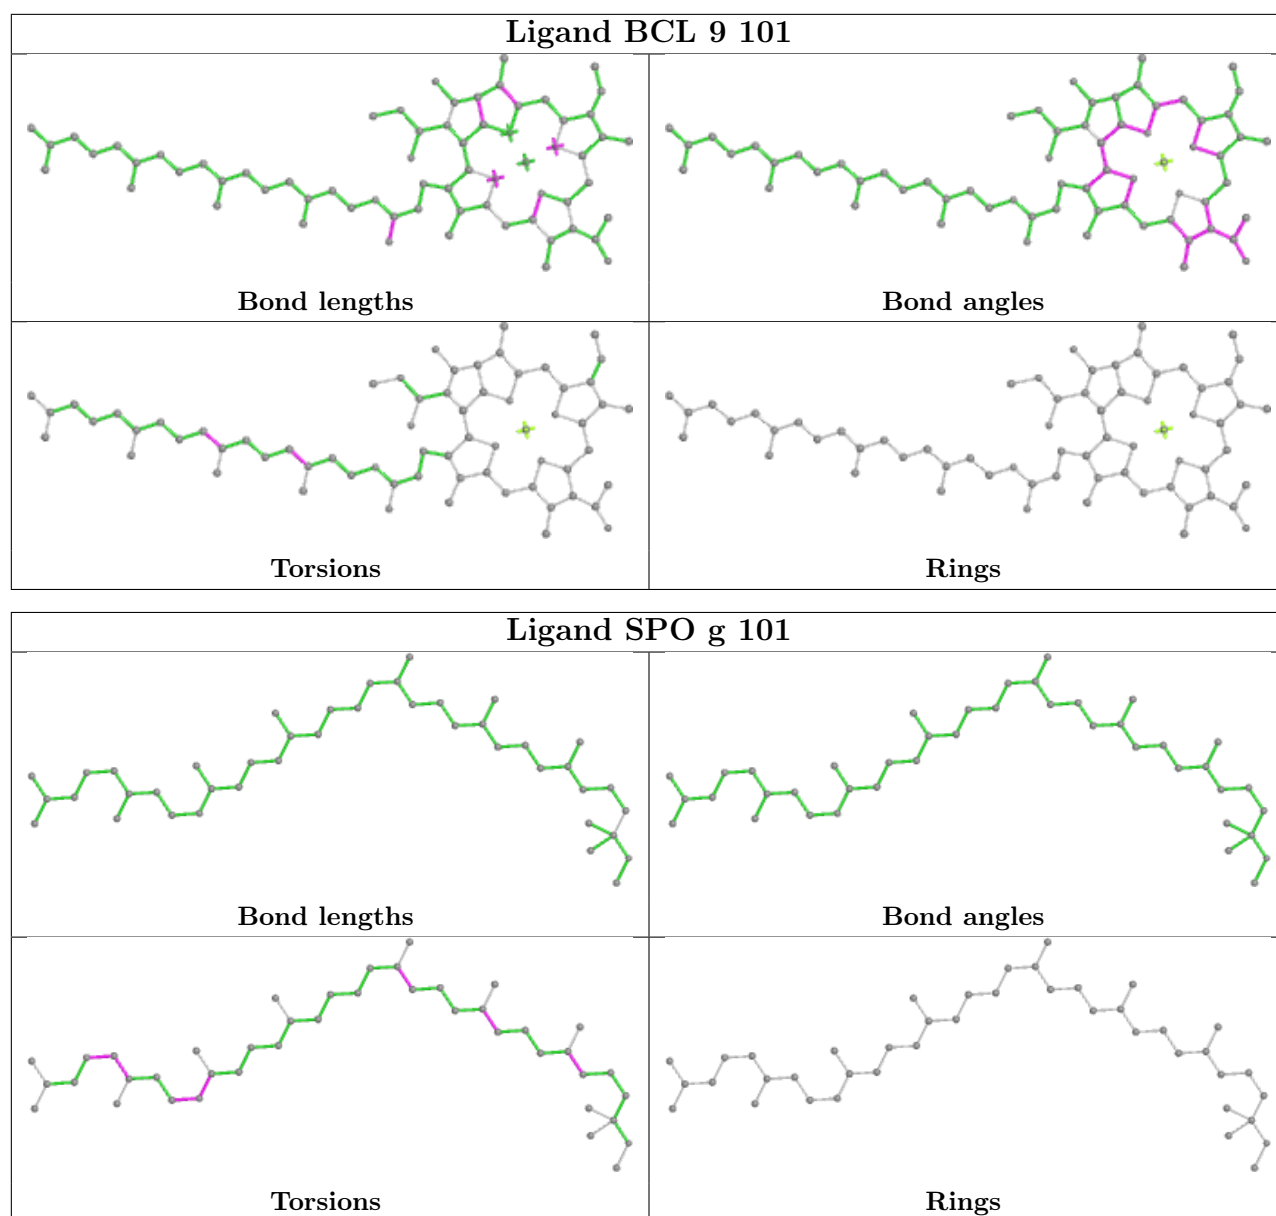 Ligand BCL 9 101
Bond lengths
Bond angles
Torsions
Rings
Ligand SPO g 101
Bond lengths
Bond angles
Torsions
Rings